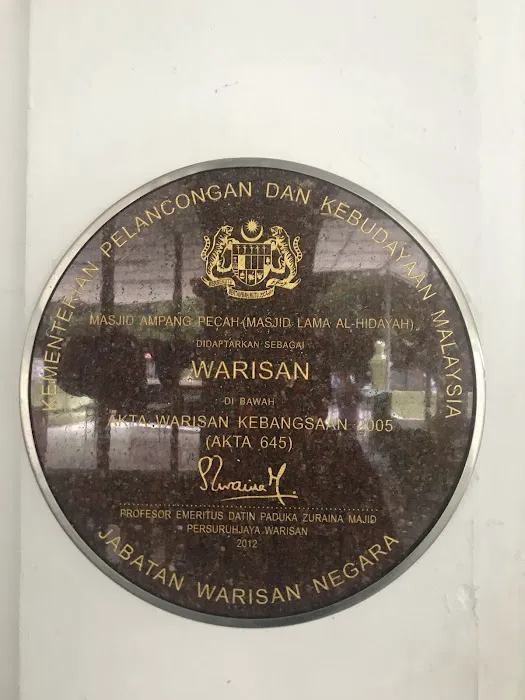 KEMENTERIAN PELANCONGAN DAN KEBUDAYAAN MALAYSIA
MASJID AMPANG PECAH (MASJID LAMA AL-HIDAYAH)
DIDAFTARKAN SEBAGAI
WARISAN
DI BAWAH
AKTA WARISAN KEBANGSAAN 2005
(AKTA 645)
PROFESOR EMERITUS DATIN PADUKA ZURAINA MAJID
PERSURUHJAYA WARISAN
2012
JABATAN WARISAN NEGARA